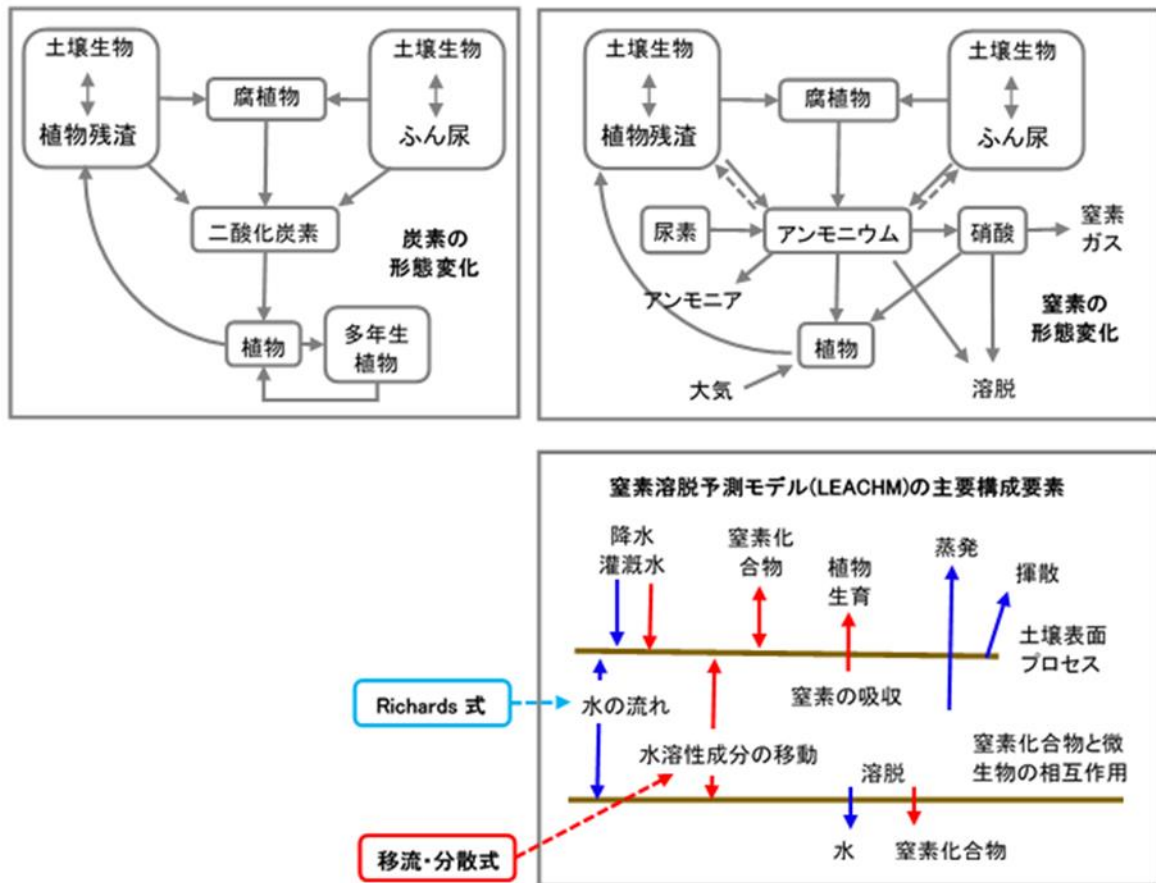 土壌生物
植物残渣
腐植物
土壌生物
ふん尿
二酸化炭素
炭素の
形態変化
植物
多年生
植物
土壌生物
植物残渣
腐植物
土壌生物
ふん尿
尿素
アンモニウム
硝酸
窒素
ガス
アンモニア
窒素の
形態変化
植物
大気
溶脱
窒素溶脱予測モデル(LEACHM)の主要構成要素
降水
灌漑水
窒素化
合物
植物
生育
蒸発
揮散
土壌表面
プロセス
Richards 式
水の流れ
窒素の吸収
水溶性成分の移動
窒素化合物と微
生物の相互作用
溶脱
移流・分散式
水
窒素化合物